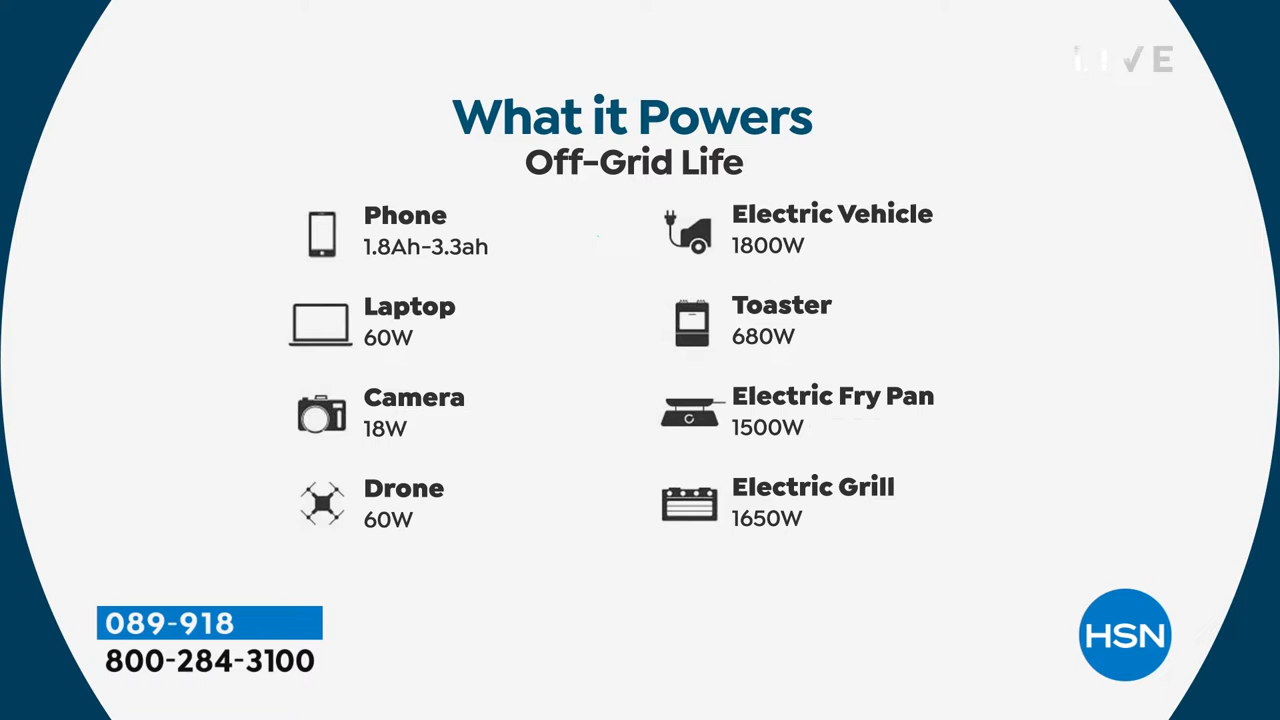 What it Powers
Off-Grid Life
Phone
1.8Ah-3.3ah
Laptop
60W
Camera
18W
Drone
60W
Electric Vehicle
1800W
Toaster
680W
Electric Fry Pan
1500W
Electric Grill
1650W
089-918
800-284-3100
HSN